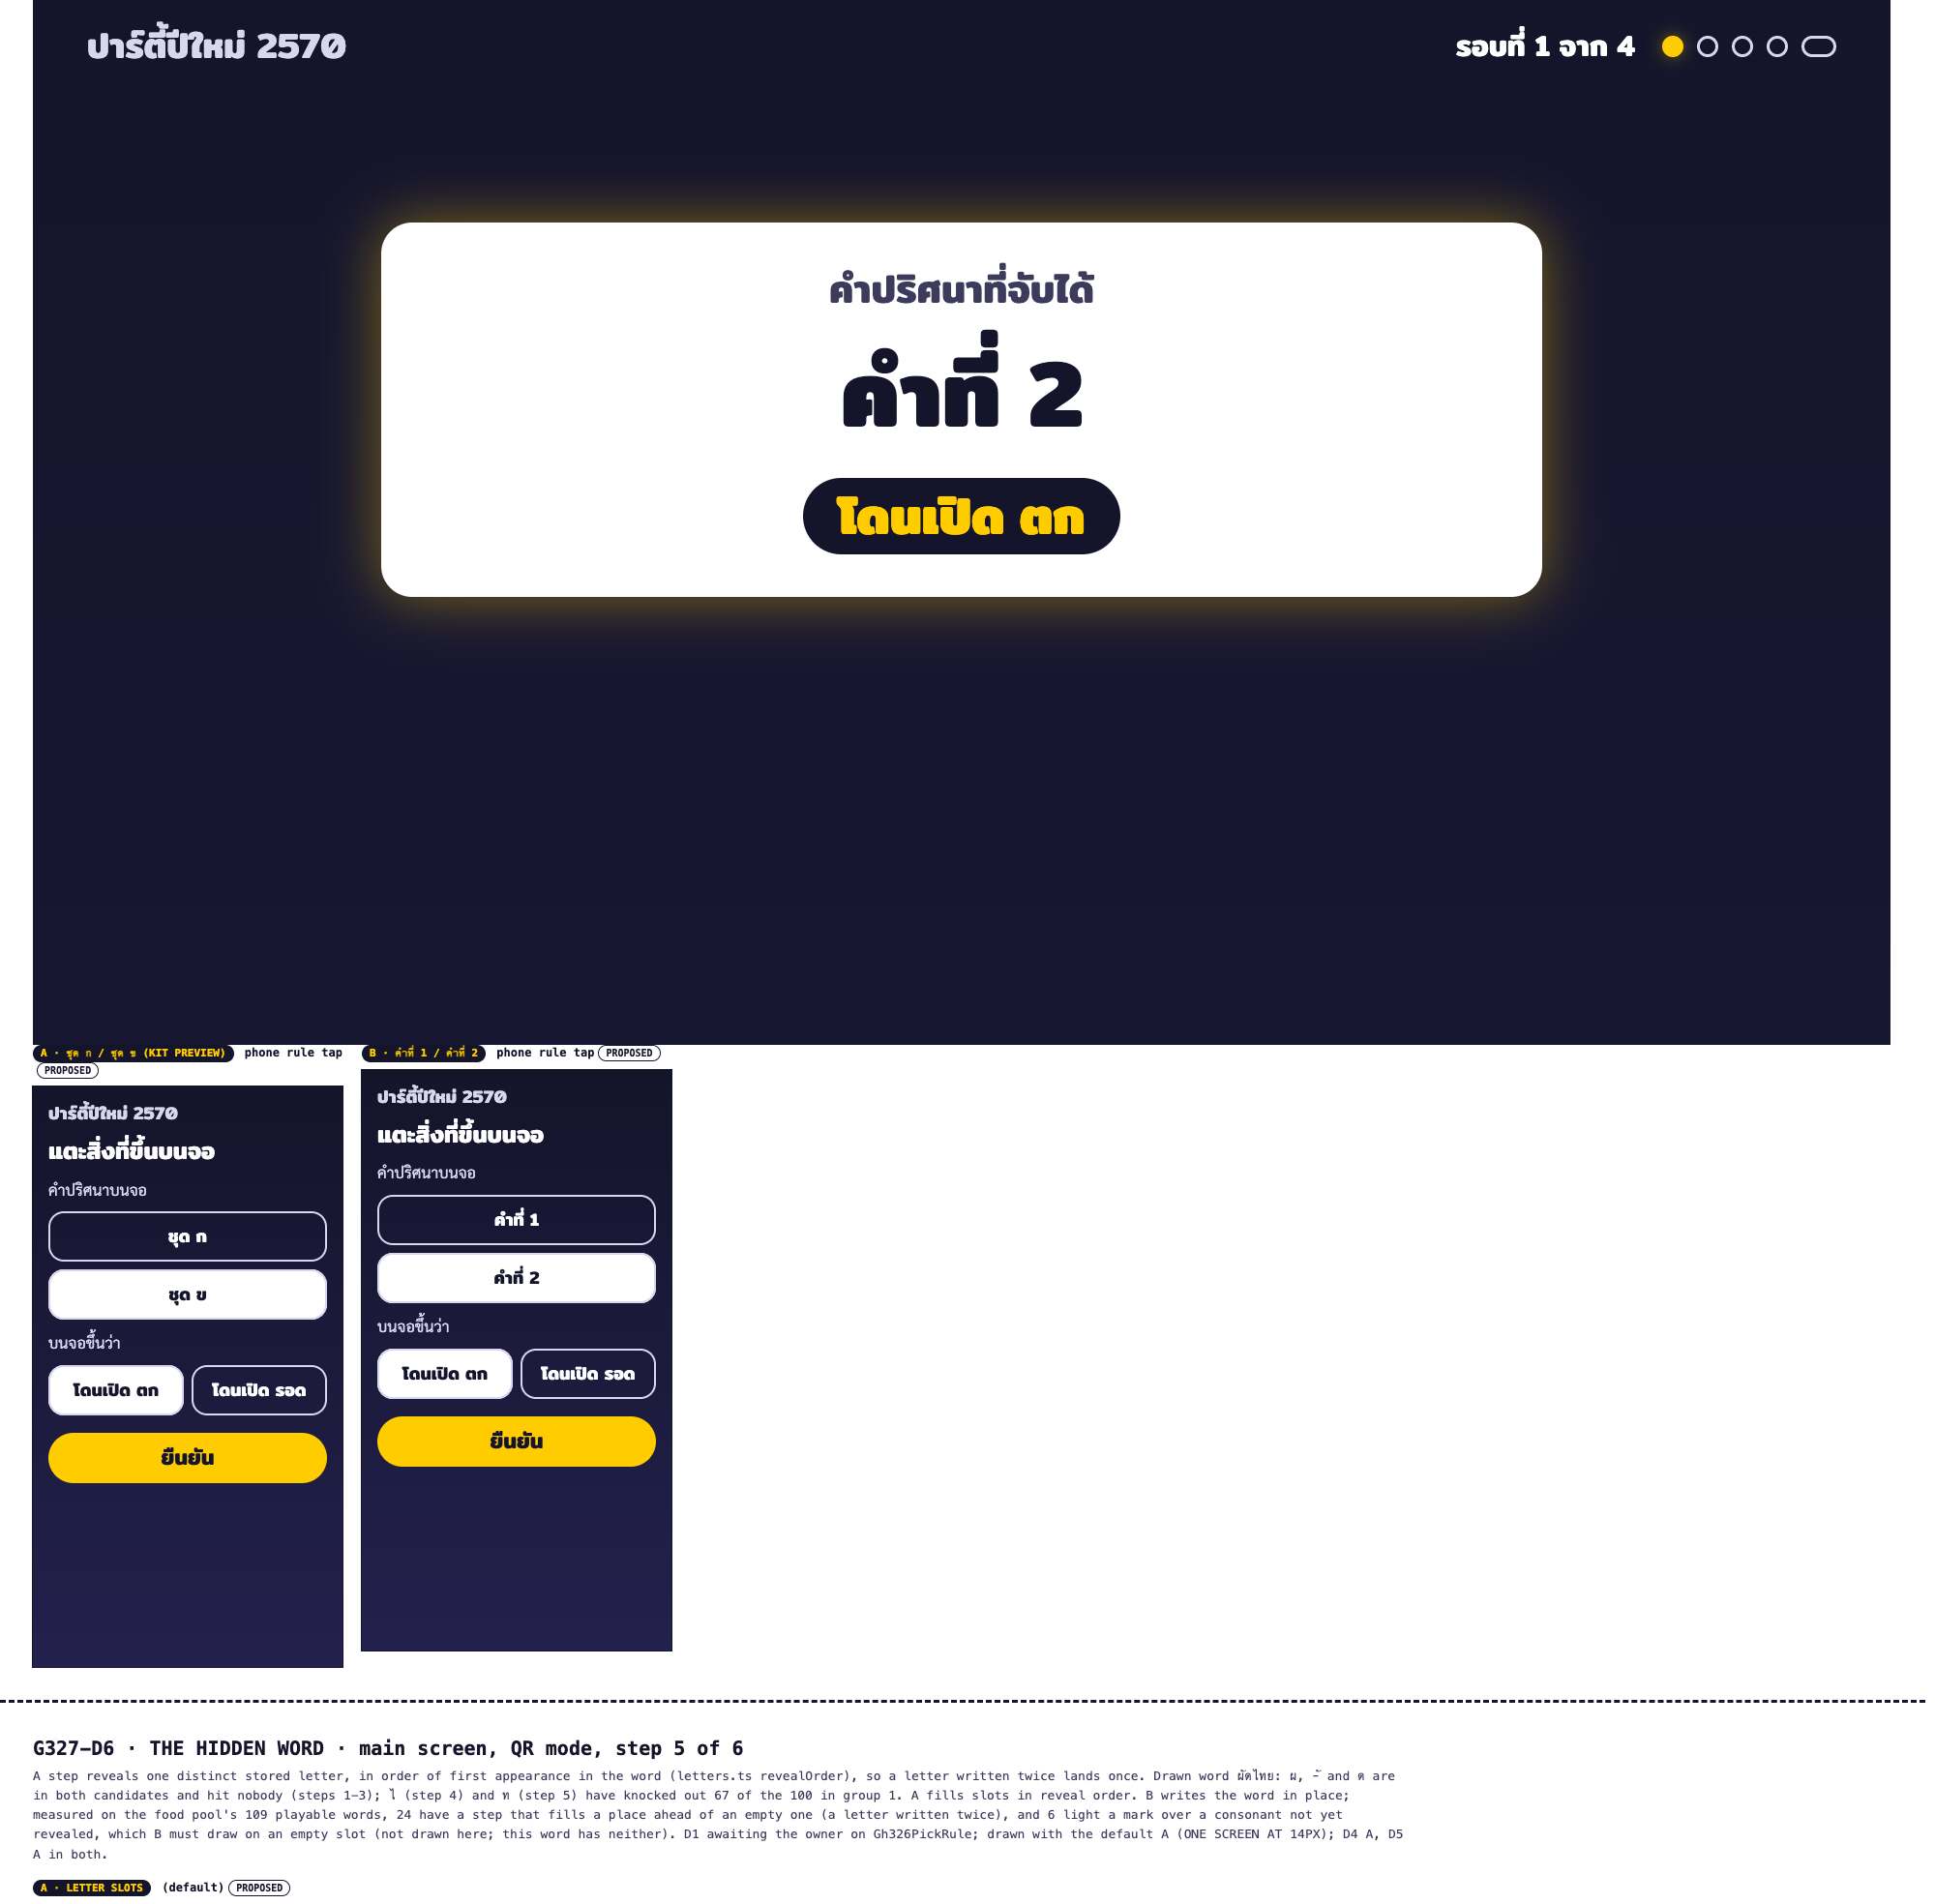 ปาร์ตี้ปีใหม่ 2570
รอบที่ 1 จาก 4
คำปริศนาที่จับได้
คำที่ 2
โดนเปิด ตก
A · ชุด ก / ชุด ข (KIT PREVIEW) phone rule tap
PROPOSED
ปาร์ตี้ปีใหม่ 2570
แตะสิ่งที่ขึ้นบนจอ
คำปริศนาบนจอ
ชุด ก
ชุด ข
บนจอขึ้นว่า
โดนเปิด ตก
โดนเปิด รอด
ยืนยัน
B · คำที่ 1 / คำที่ 2 phone rule tap PROPOSED
ปาร์ตี้ปีใหม่ 2570
แตะสิ่งที่ขึ้นบนจอ
คำปริศนาบนจอ
คำที่ 1
คำที่ 2
บนจอขึ้นว่า
โดนเปิด ตก
โดนเปิด รอด
ยืนยัน
G327-D6 · THE HIDDEN WORD · main screen, QR mode, step 5 of 6
A step reveals one distinct stored letter, in order of first appearance in the word (letters.ts revealOrder), so a letter written twice lands once. Drawn word ผัดไทย: ผ, -ั and ด are
in both candidates and hit nobody (steps 1-3); ไ (step 4) and ท (step 5) have knocked out 67 of the 100 in group 1. A fills slots in reveal order. B writes the word in place;
measured on the food pool's 109 playable words, 24 have a step that fills a place ahead of an empty one (a letter written twice), and 6 light a mark over a consonant not yet
revealed, which B must draw on an empty slot (not drawn here; this word has neither). D1 awaiting the owner on Gh326PickRule; drawn with the default A (ONE SCREEN AT 14PX); D4 A, D5
A in both.
A · LETTER SLOTS (default) PROPOSED